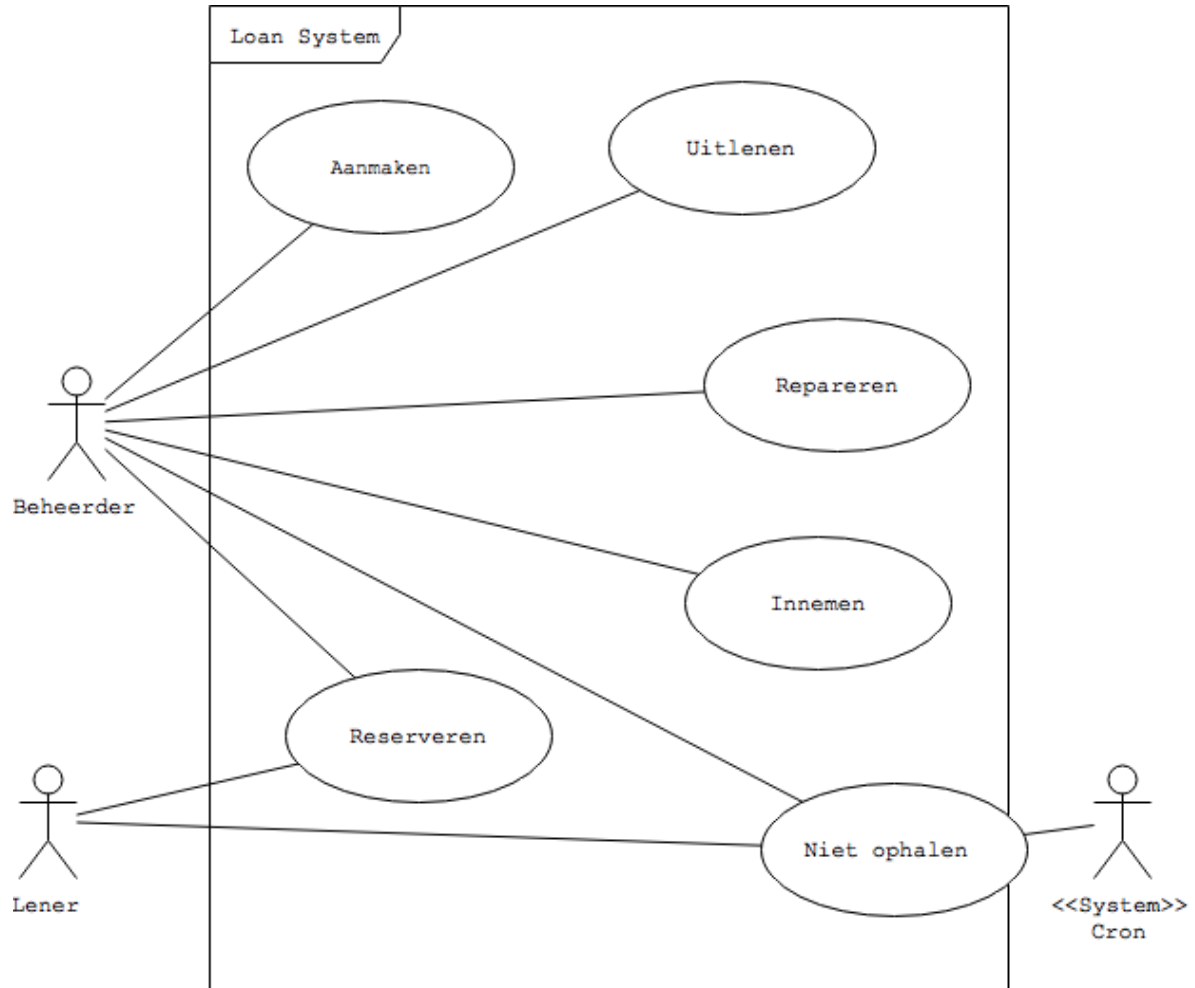 Loan System
Aanmaken
Uitlenen
Repareren
Beheerder
Innemen
Reserveren
Niet ophalen
Lener
<<System>>
Cron